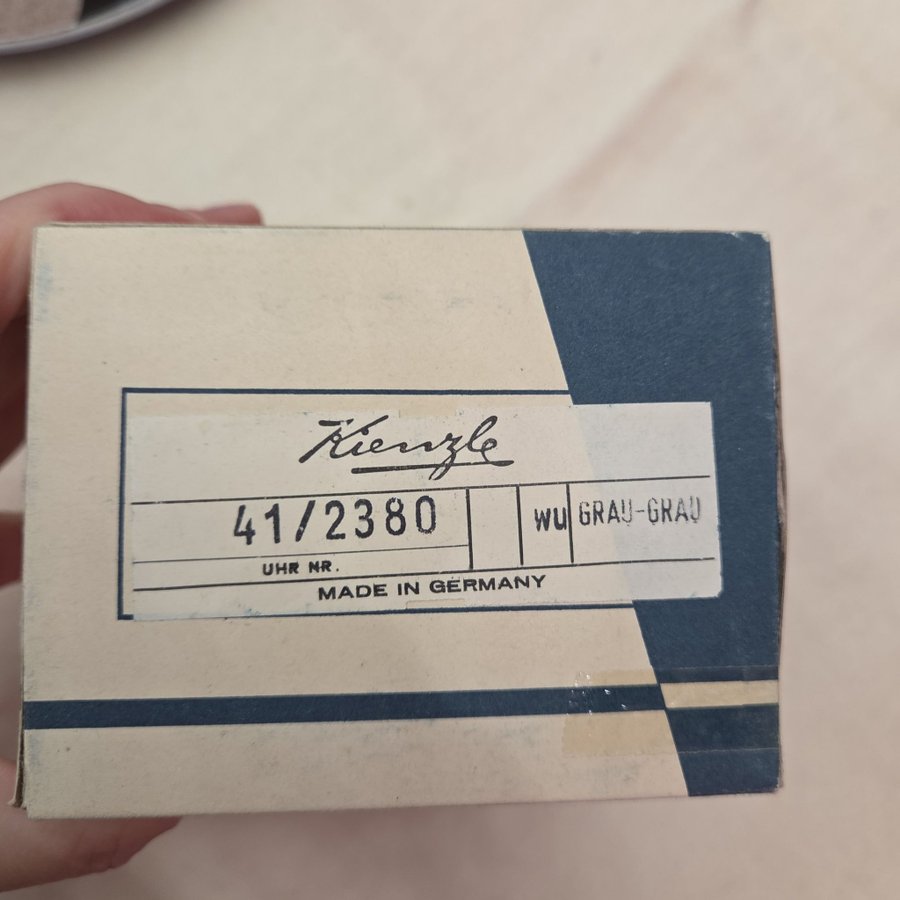 Kienzle
41/2380 wu GRAU-GRAU
UHR NR.
MADE IN GERMANY